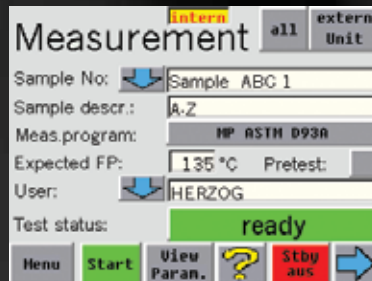 intern
Measurement all extern Unit
Sample No: Sample ABC 1
Sample descr.: A-Z
Meas.program: MP ASTM D93A
Expected FP: 135 °C Pretest:
User: HERZOG
Test status: ready
Menu Start View Param. ? Stby aus